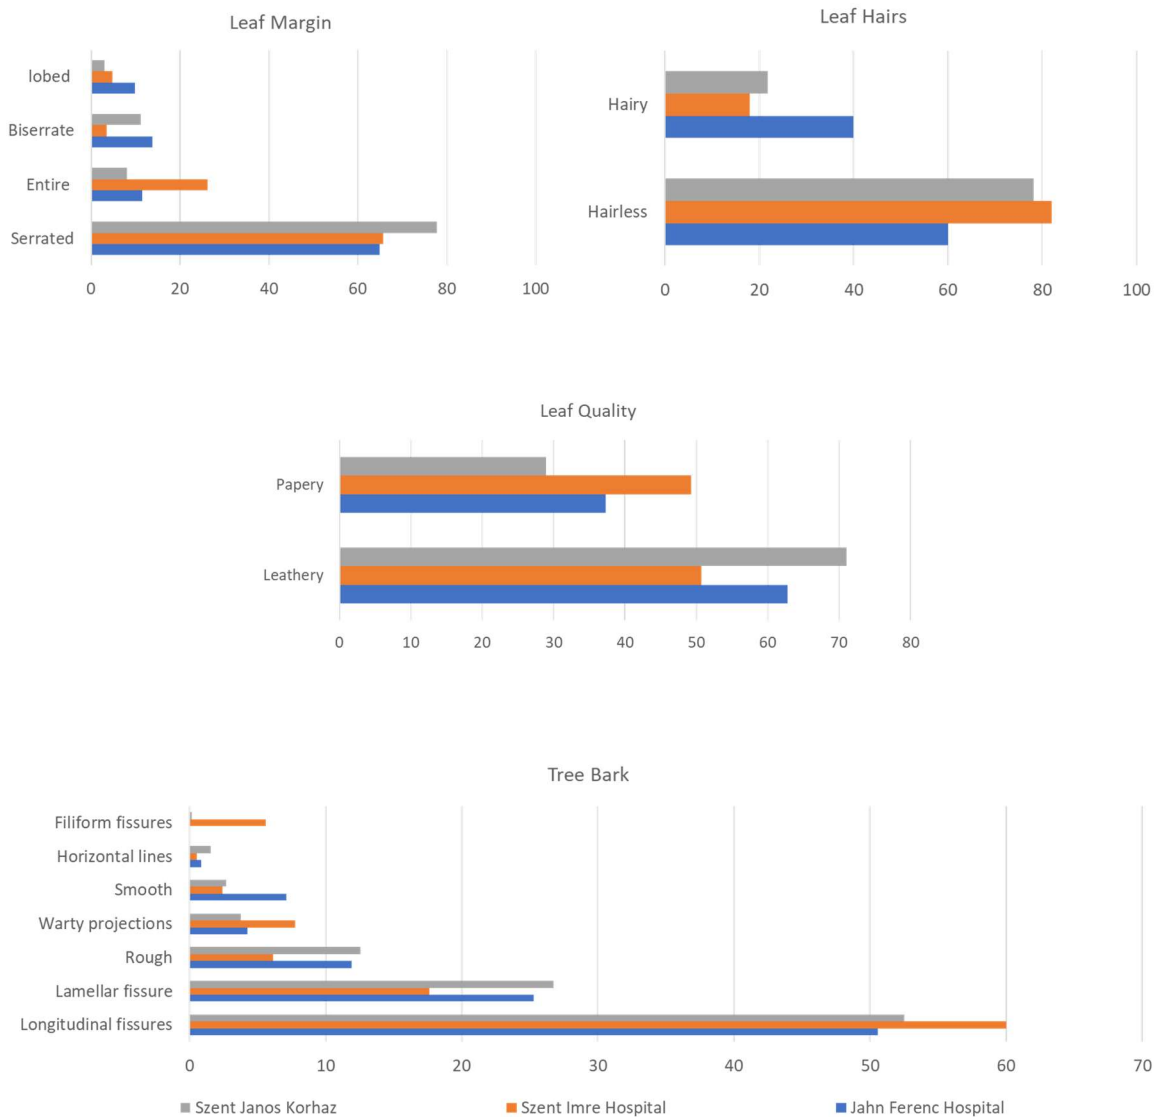 Leaf Margin
lobed
Biserrate
Entire
Serrated
0 20 40 60 80 100
Leaf Hairs
Hairy
Hairless
0 20 40 60 80 100
Leaf Quality
Papery
Leathery
0 10 20 30 40 50 60 70 80
Tree Bark
Filiform fissures
Horizontal lines
Smooth
Warty projections
Rough
Lamellar fissure
Longitudinal fissures
0 10 20 30 40 50 60 70
Szent Janos Korhaz Szent Imre Hospital Jahn Ferenc Hospital